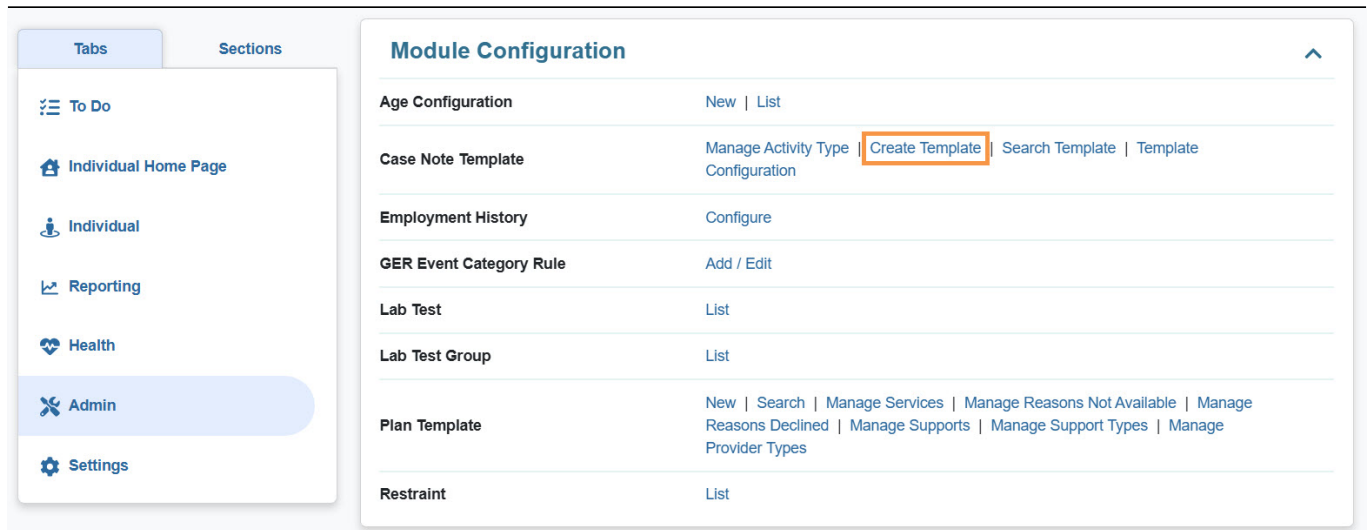 Tabs
Sections
To Do
Individual Home Page
Individual
Reporting
Health
Admin
Settings
Module Configuration
Age Configuration
New | List
Case Note Template
Manage Activity Type | Create Template | Search Template | Template
Configuration
Employment History
Configure
GER Event Category Rule
Add / Edit
Lab Test
List
Lab Test Group
List
Plan Template
New | Search | Manage Services | Manage Reasons Not Available | Manage
Reasons Declined | Manage Supports | Manage Support Types | Manage
Provider Types
Restraint
List